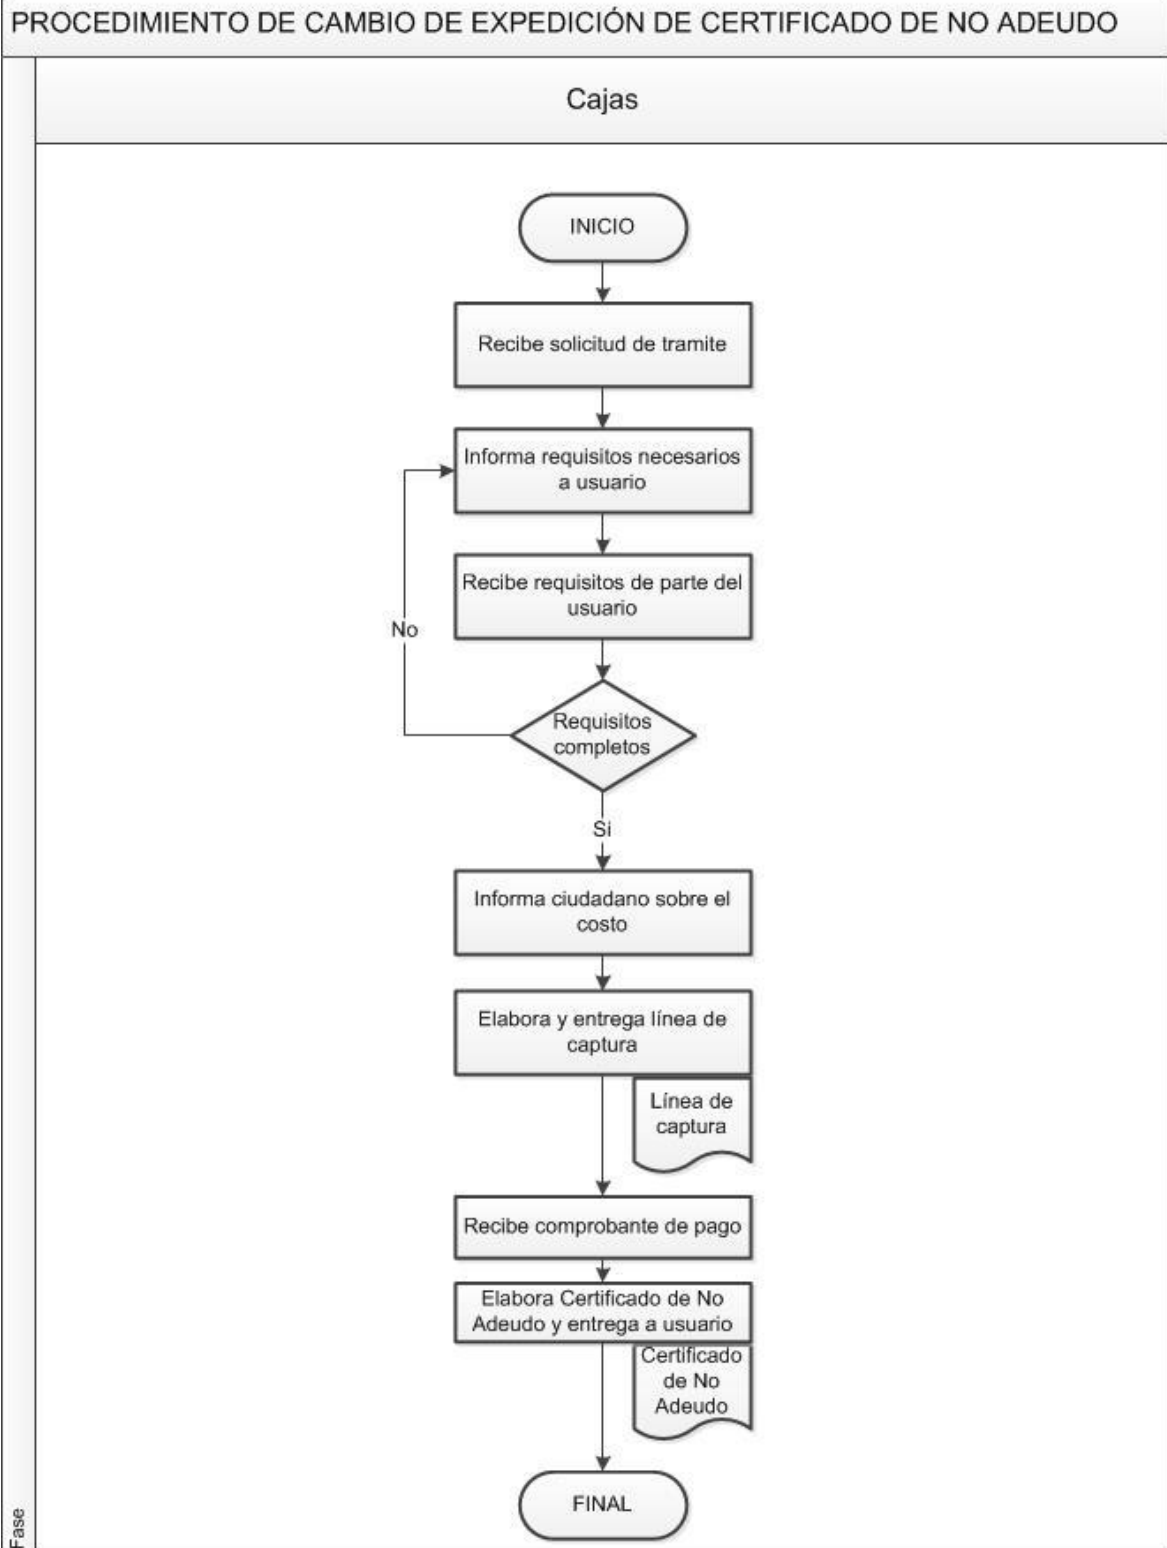 PROCEDIMIENTO DE CAMBIO DE EXPEDICIÓN DE CERTIFICADO DE NO ADEUDO
Cajas
INICIO
Recibe solicitud de tramite
Informa requisitos necesarios
a usuario
Recibe requisitos de parte del
usuario
No
Requisitos
completos
Si
Informa ciudadano sobre el
costo
Elabora y entrega línea de
captura
Línea de
captura
Recibe comprobante de pago
Elabora Certificado de No
Adeudo y entrega a usuario
Certificado
de No
Adeudo
FINAL
Fase